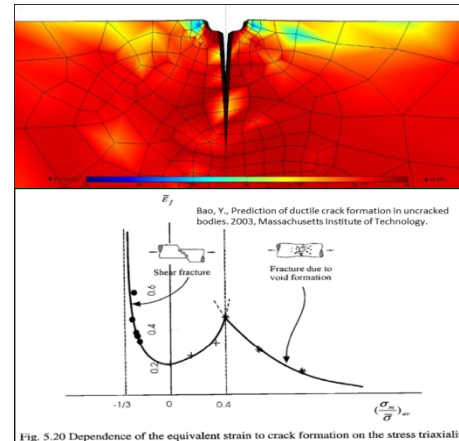 ε̄f
Bao, Y., Prediction of ductile crack formation in uncracked
bodies. 2003, Massachusetts Institute of Technology.
Shear fracture
Fracture due to
void formation
0.6
0.4
0.2
-1/3 0 0.4
(σm/σ̄)av
Fig. 5.20 Dependence of the equivalent strain to crack formation on the stress triaxiali